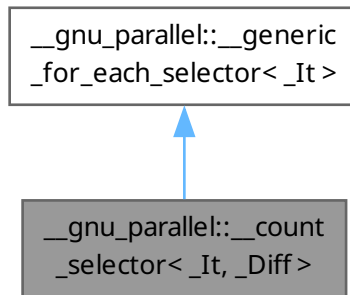 __gnu_parallel::__generic
_for_each_selector< _It >
__gnu_parallel::__count
_selector< _It, _Diff >